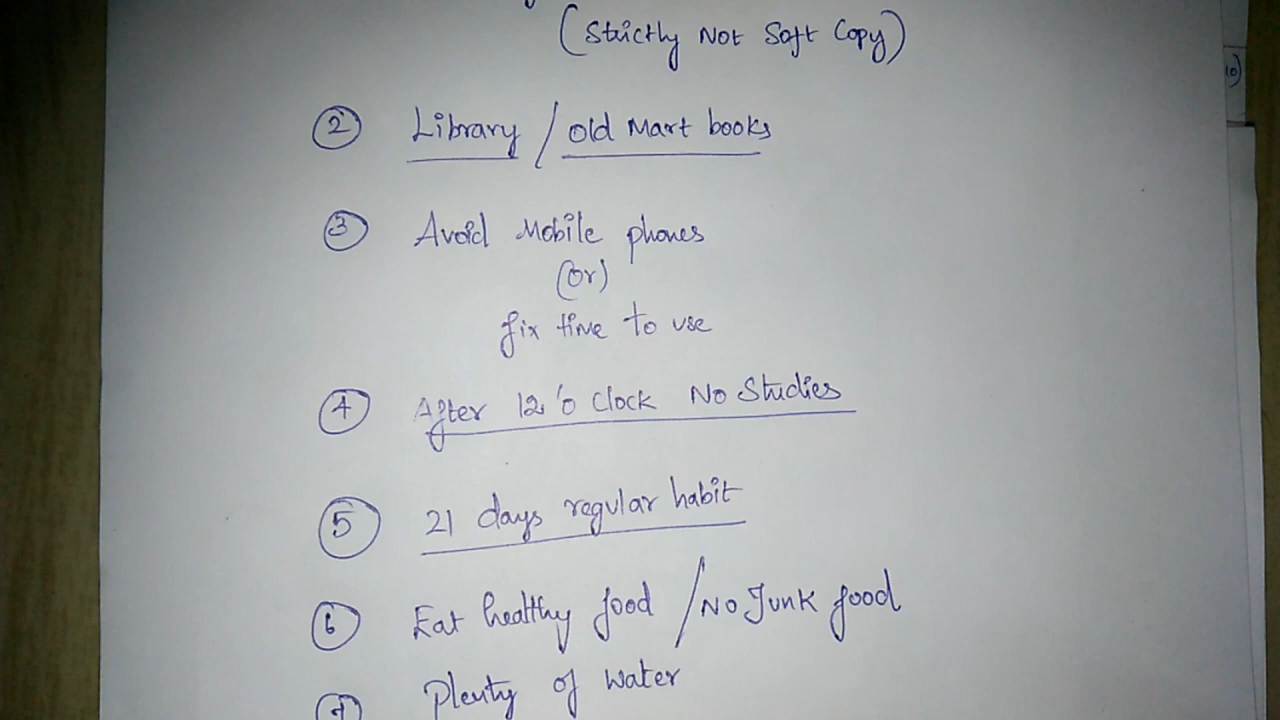 (Strictly Not Soft Copy)
② Library / old Mart books
③ Avoid Mobile phones
(Or)
fix time to use
④ After 12 'o Clock No Studies
⑤ 21 days regular habit
⑥ Eat healthy food / No Junk food
⑦ Plenty of water
10)